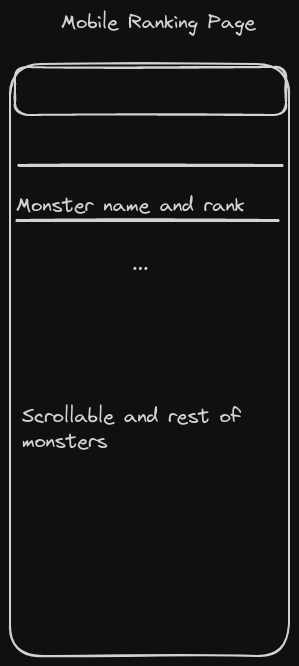 Mobile Ranking Page
Monster name and rank
...
Scrollable and rest of
monsters